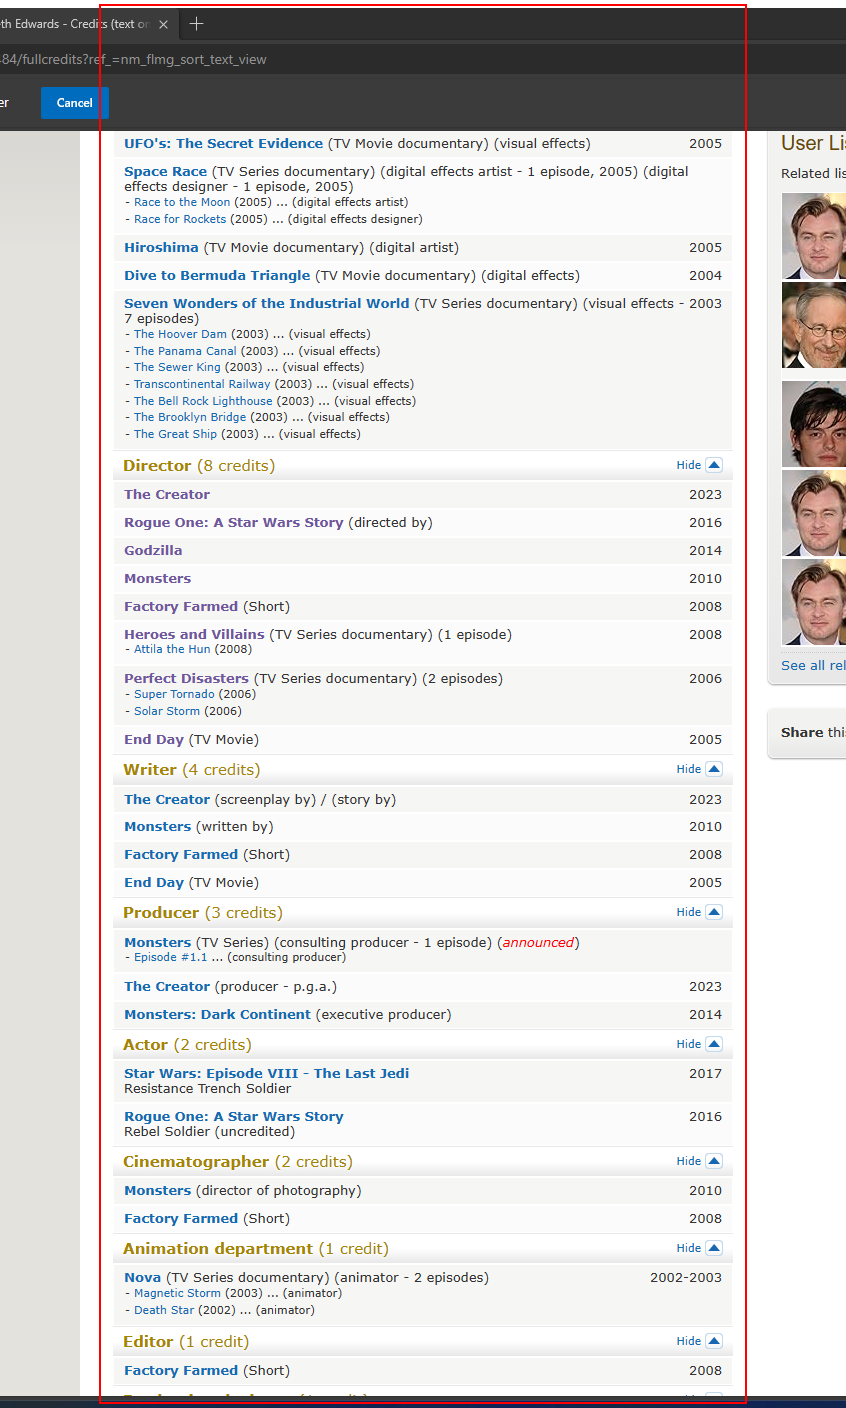 th Edwards - Credits (text on
484/fullcredits?ref_=nm_flmg_sort_text_view
er
Cancel
UFO's: The Secret Evidence (TV Movie documentary) (visual effects) 2005
Space Race (TV Series documentary) (digital effects artist - 1 episode, 2005) (digital
effects designer - 1 episode, 2005)
- Race to the Moon (2005) ... (digital effects artist)
- Race for Rockets (2005) ... (digital effects designer)
Hiroshima (TV Movie documentary) (digital artist) 2005
Dive to Bermuda Triangle (TV Movie documentary) (digital effects) 2004
Seven Wonders of the Industrial World (TV Series documentary) (visual effects - 2003
7 episodes)
- The Hoover Dam (2003) ... (visual effects)
- The Panama Canal (2003) ... (visual effects)
- The Sewer King (2003) ... (visual effects)
- Transcontinental Railway (2003) ... (visual effects)
- The Bell Rock Lighthouse (2003) ... (visual effects)
- The Brooklyn Bridge (2003) ... (visual effects)
- The Great Ship (2003) ... (visual effects)
Director (8 credits) Hide
The Creator 2023
Rogue One: A Star Wars Story (directed by) 2016
Godzilla 2014
Monsters 2010
Factory Farmed (Short) 2008
Heroes and Villains (TV Series documentary) (1 episode) 2008
- Attila the Hun (2008)
Perfect Disasters (TV Series documentary) (2 episodes) 2006
- Super Tornado (2006)
- Solar Storm (2006)
End Day (TV Movie) 2005
Writer (4 credits) Hide
The Creator (screenplay by) / (story by) 2023
Monsters (written by) 2010
Factory Farmed (Short) 2008
End Day (TV Movie) 2005
Producer (3 credits) Hide
Monsters (TV Series) (consulting producer - 1 episode) (announced)
- Episode #1.1 ... (consulting producer)
The Creator (producer - p.g.a.) 2023
Monsters: Dark Continent (executive producer) 2014
Actor (2 credits) Hide
Star Wars: Episode VIII - The Last Jedi 2017
Resistance Trench Soldier
Rogue One: A Star Wars Story 2016
Rebel Soldier (uncredited)
Cinematographer (2 credits) Hide
Monsters (director of photography) 2010
Factory Farmed (Short) 2008
Animation department (1 credit) Hide
Nova (TV Series documentary) (animator - 2 episodes) 2002-2003
- Magnetic Storm (2003) ... (animator)
- Death Star (2002) ... (animator)
Editor (1 credit) Hide
Factory Farmed (Short) 2008
User Li
Related lis
See all rel
Share this